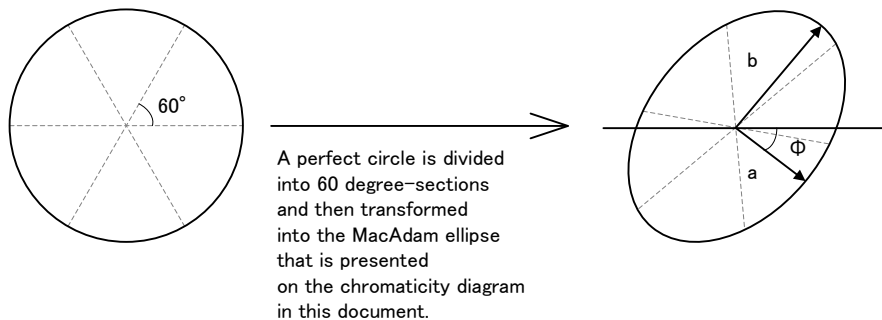 60°
A perfect circle is divided
into 60 degree-sections
and then transformed
into the MacAdam ellipse
that is presented
on the chromaticity diagram
in this document.
b
Φ
a